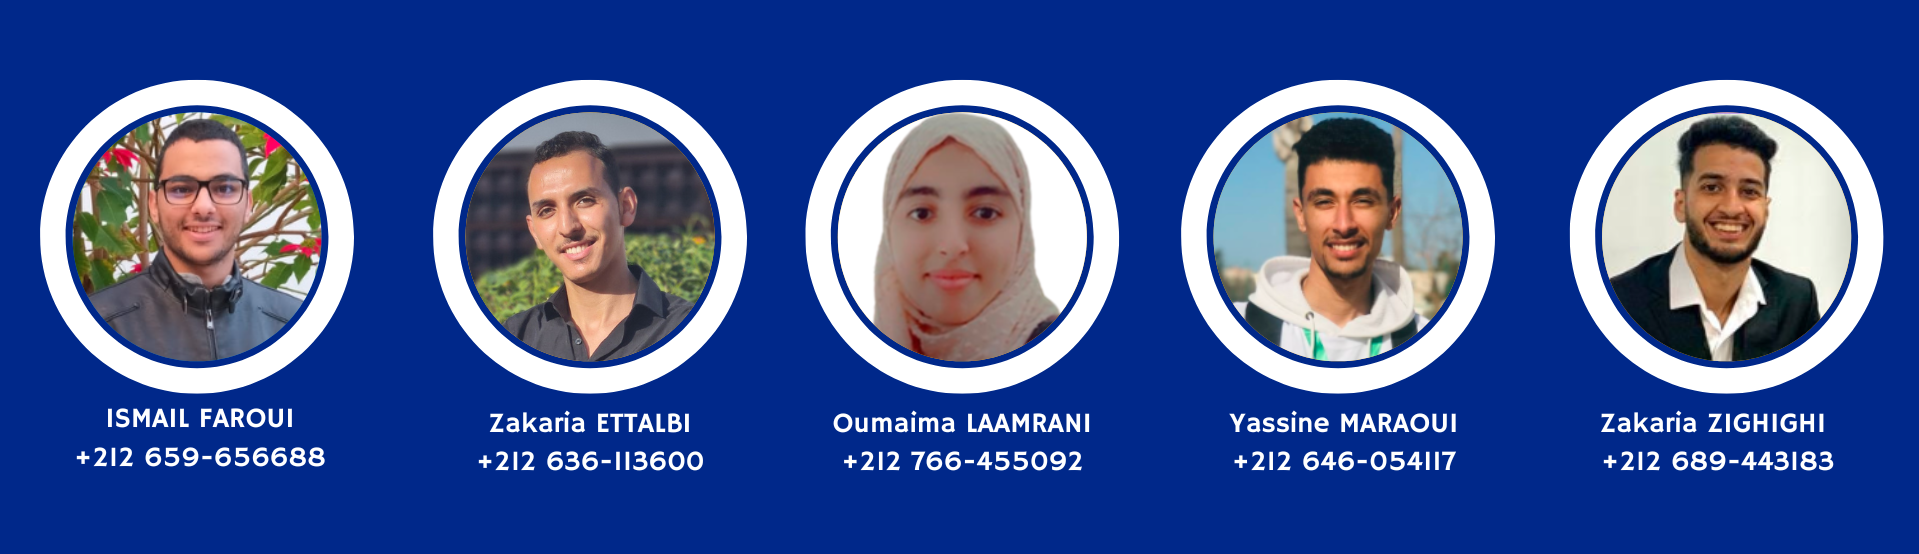 ISMAIL FAROUI
+212 659-656688
Zakaria ETTALBI
+212 636-113600
Oumaima LAAMRANI
+212 766-455092
Yassine MARAOUI
+212 646-054117
Zakaria ZIGHIGHI
+212 689-443183